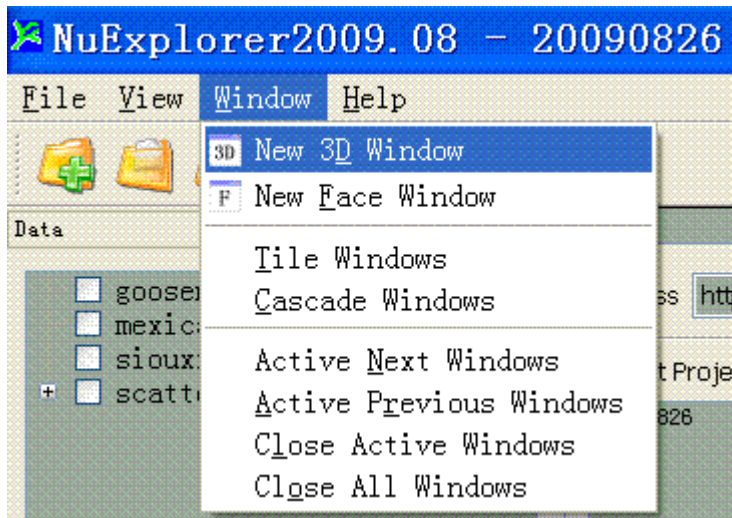 NuExplorer2009.08 - 20090826
File View Window Help
3D New 3D Window
F New Face Window
Data
Tile Windows
Cascade Windows
Active Next Windows
Active Previous Windows
Close Active Windows
Close All Windows
scatt
826